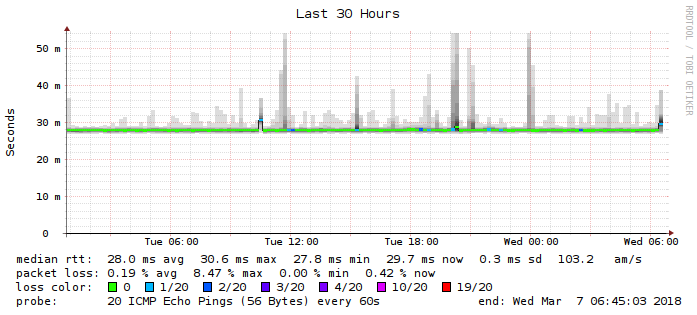 Last 30 Hours
RRDTOOL / TOBI OETIKER
Seconds
50 m
40 m
30 m
20 m
10 m
0
Tue 06:00 Tue 12:00 Tue 18:00 Wed 00:00 Wed 06:00
median rtt: 28.0 ms avg 30.6 ms max 27.8 ms min 29.7 ms now 0.3 ms sd 103.2 am/s
packet loss: 0.19 % avg 8.47 % max 0.00 % min 0.42 % now
loss color: 0 1/20 2/20 3/20 4/20 10/20 19/20
probe: 20 ICMP Echo Pings (56 Bytes) every 60s end: Wed Mar 7 06:45:03 2018